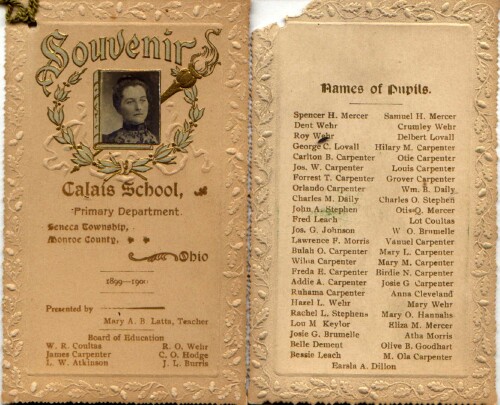 Souvenir
Calais School,
Primary Department.
Seneca Township,
Monroe County,
Ohio
1899—1900
Presented by
Mary A. B. Latta, Teacher
Board of Education
W. R. Coultas R. O. Wehr
James Carpenter C. O. Hodge
L. W. Atkinson J. L. Burris
Names of Pupils.
Spencer H. Mercer Samuel H. Mercer
Dent Wehr Crumley Wehr
Roy Wehr Delbert Lovall
George C. Lovall Hilary M. Carpenter
Carlton B. Carpenter Otie Carpenter
Jos. W. Carpenter Louis Carpenter
Forrest T. Carpenter Grover Carpenter
Orlando Carpenter Wm. B. Daily
Charles M. Daily Charles O. Stephen
John A. Stephen Otis Q. Mercer
Fred Leach Lot Coultas
Jos. G. Johnson W. O. Brumelle
Lawrence F. Morris Vanuel Carpenter
Bulah O. Carpenter Mary L. Carpenter
Wilda Carpenter Mary M. Carpenter
Freda E. Carpenter Birdie N. Carpenter
Addie A. Carpenter Josie G Carpenter
Ruhama Carpenter Anna Cleveland
Hazel L. Wehr Mary Wehr
Rachel L. Stephens Mary O. Hannahs
Lou M Keylor Eliza M. Mercer
Josie G. Brumelle Atha Morris
Belle Dement Olive B. Goodhart
Bessie Leach M. Ola Carpenter
Earsla A. Dillon